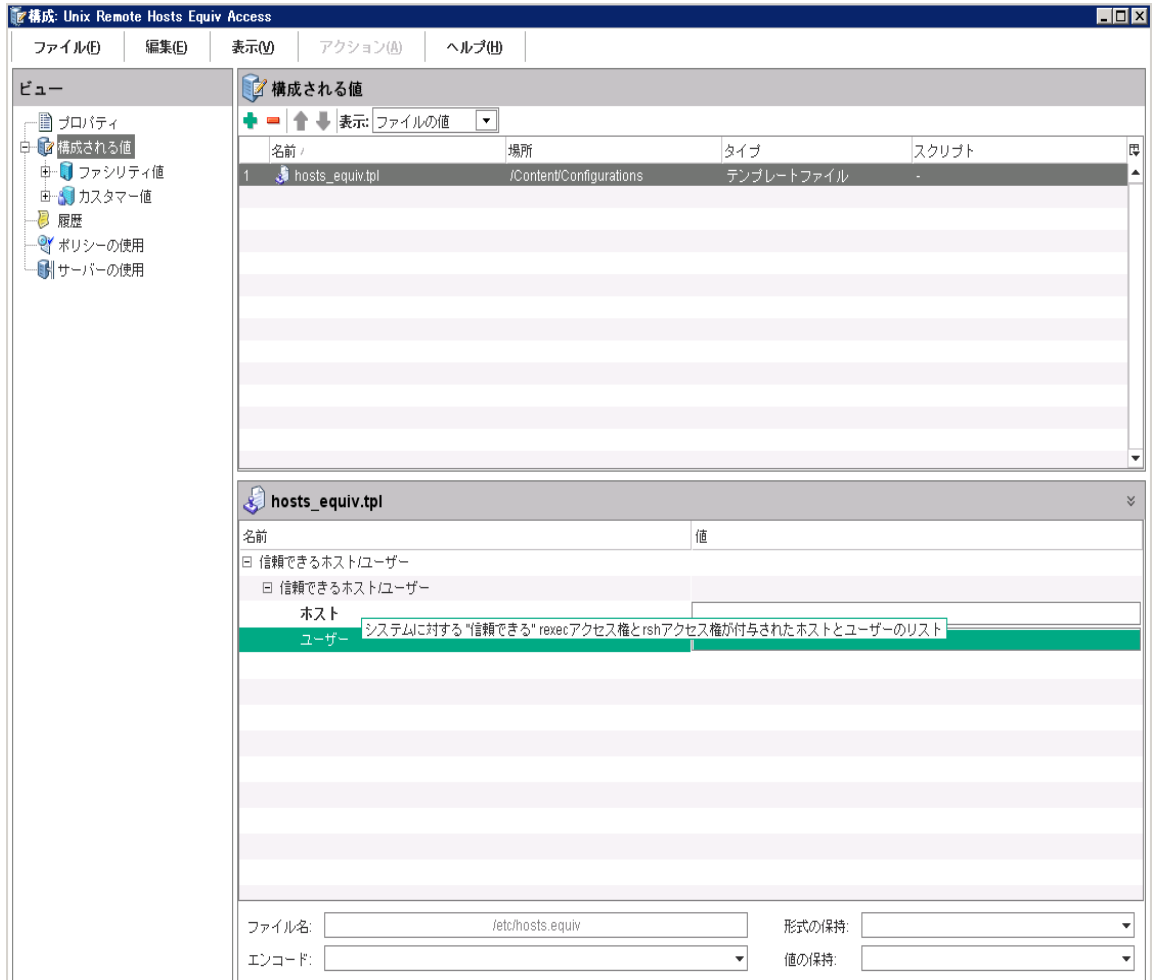 構成: Unix Remote Hosts Equiv Access
ファイル(F) 編集(E) 表示(V) アクション(A) ヘルプ(H)
ビュー
プロパティ
構成される値
ファシリティ値
カスタマー値
履歴
ポリシーの使用
サーバーの使用
構成される値
表示: ファイルの値
名前 場所 タイプ スクリプト
1 hosts_equiv.tpl /Content/Configurations テンプレートファイル -
hosts_equiv.tpl
名前 値
信頼できるホスト/ユーザー
信頼できるホスト/ユーザー
ホスト
システムに対する "信頼できる" rexecアクセス権とrshアクセス権が付与されたホストとユーザーのリスト
ユーザー
ファイル名: /etc/hosts.equiv 形式の保持:
エンコード: 値の保持: